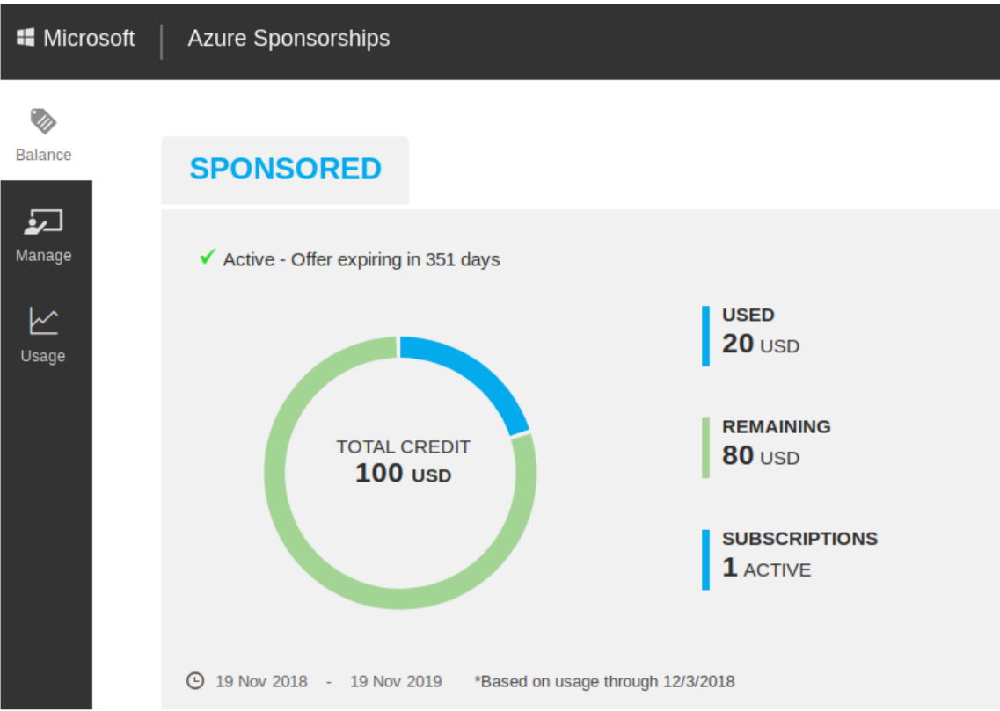 Microsoft Azure Sponsorships
Balance
Manage
Usage
SPONSORED
Active - Offer expiring in 351 days
TOTAL CREDIT
100 USD
USED
20 USD
REMAINING
80 USD
SUBSCRIPTIONS
1 ACTIVE
19 Nov 2018 - 19 Nov 2019 *Based on usage through 12/3/2018